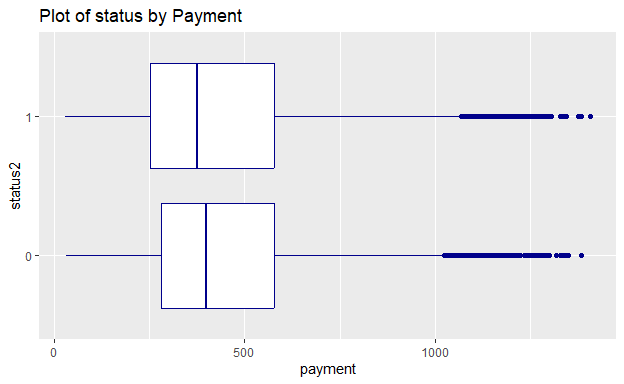 Plot of status by Payment
status2
1
0
0
500
1000
payment